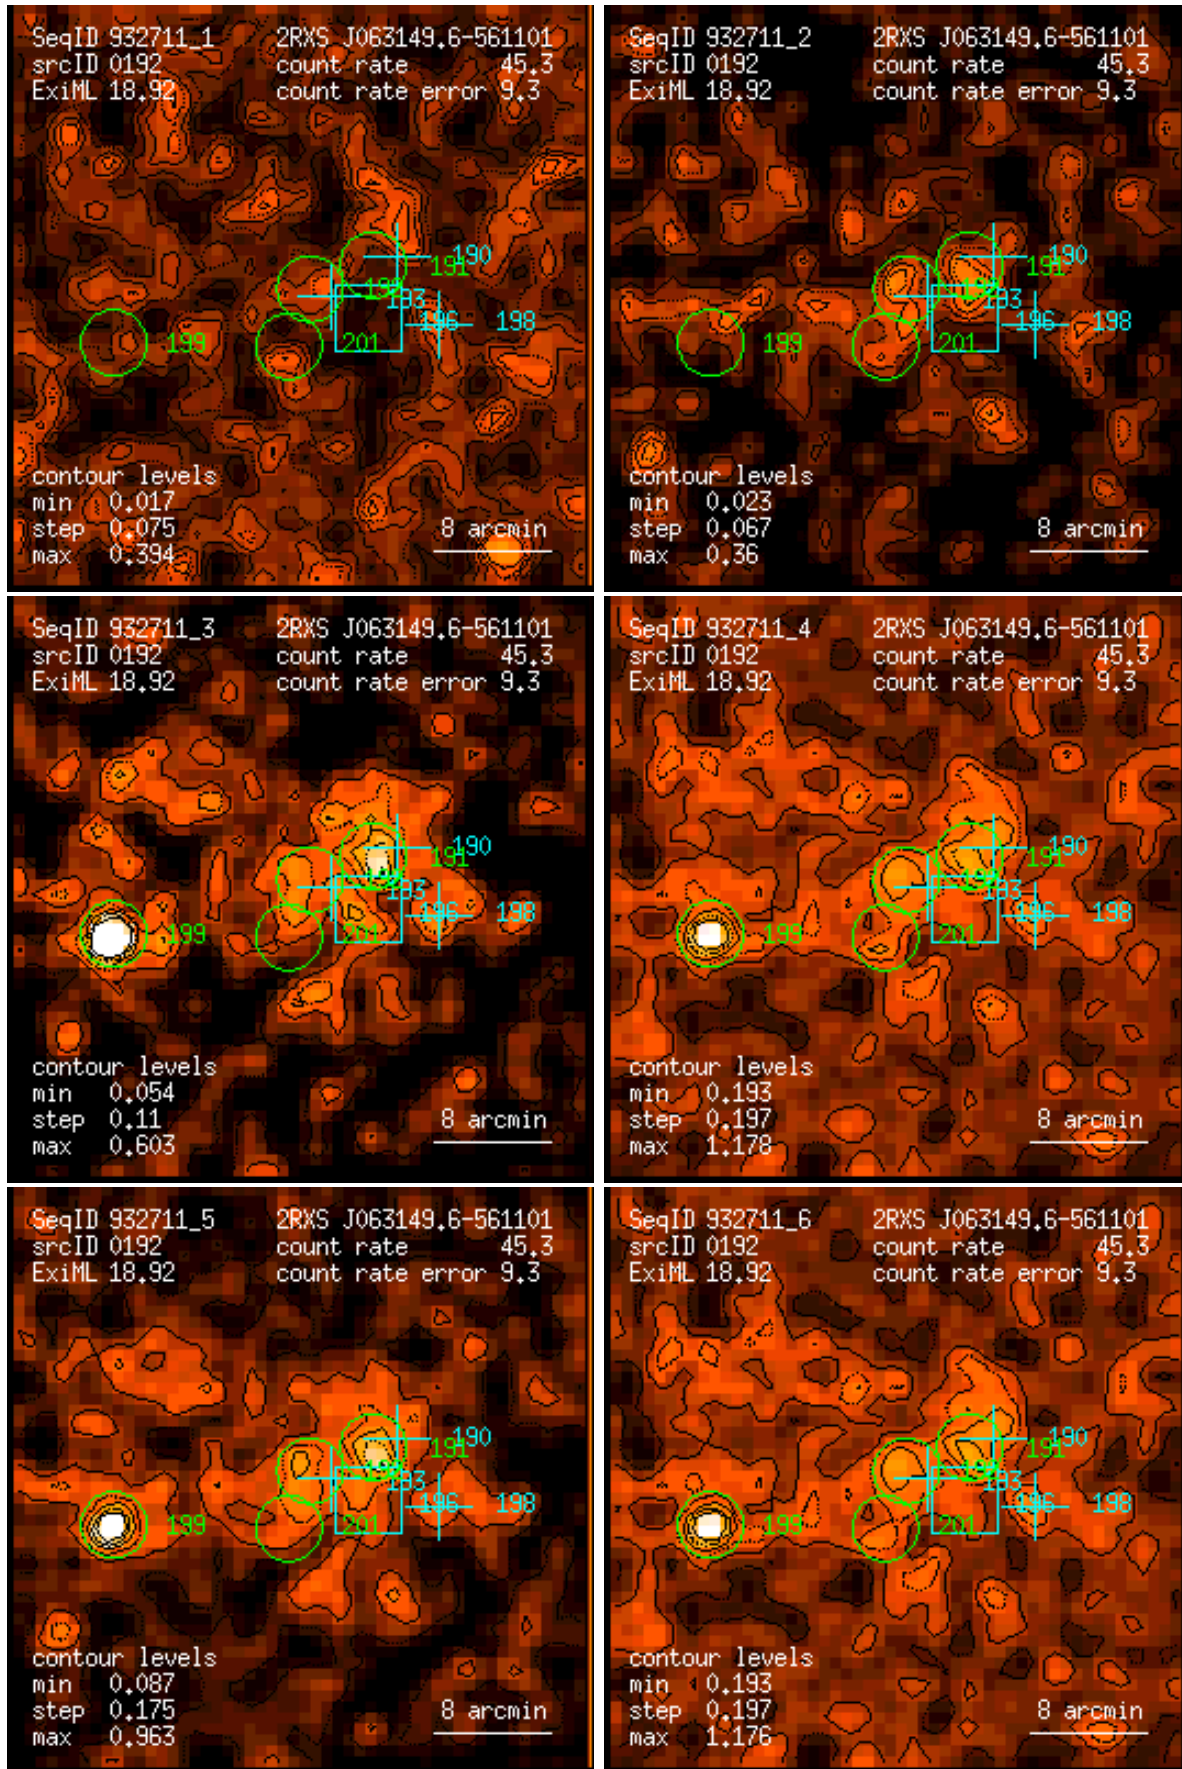 SeqID 932711_1 2RXS J063149.6-561101
srcID 0192 count rate 45.3
ExiML 18.92 count rate error 9.3
190
191
193
196 198
199
201
contour levels
min 0.017
step 0.075
max 0.394
8 arcmin
SeqID 932711_2 2RXS J063149.6-561101
srcID 0192 count rate 45.3
ExiML 18.92 count rate error 9.3
190
191
193
196 198
199
201
contour levels
min 0.023
step 0.067
max 0.36
8 arcmin
SeqID 932711_3 2RXS J063149.6-561101
srcID 0192 count rate 45.3
ExiML 18.92 count rate error 9.3
190
191
193
196 198
199
201
contour levels
min 0.054
step 0.11
max 0.603
8 arcmin
SeqID 932711_4 2RXS J063149.6-561101
srcID 0192 count rate 45.3
ExiML 18.92 count rate error 9.3
190
191
193
196 198
199
201
contour levels
min 0.193
step 0.197
max 1.178
8 arcmin
SeqID 932711_5 2RXS J063149.6-561101
srcID 0192 count rate 45.3
ExiML 18.92 count rate error 9.3
190
191
193
196 198
199
201
contour levels
min 0.087
step 0.175
max 0.963
8 arcmin
SeqID 932711_6 2RXS J063149.6-561101
srcID 0192 count rate 45.3
ExiML 18.92 count rate error 9.3
190
191
193
196 198
199
201
contour levels
min 0.193
step 0.197
max 1.176
8 arcmin